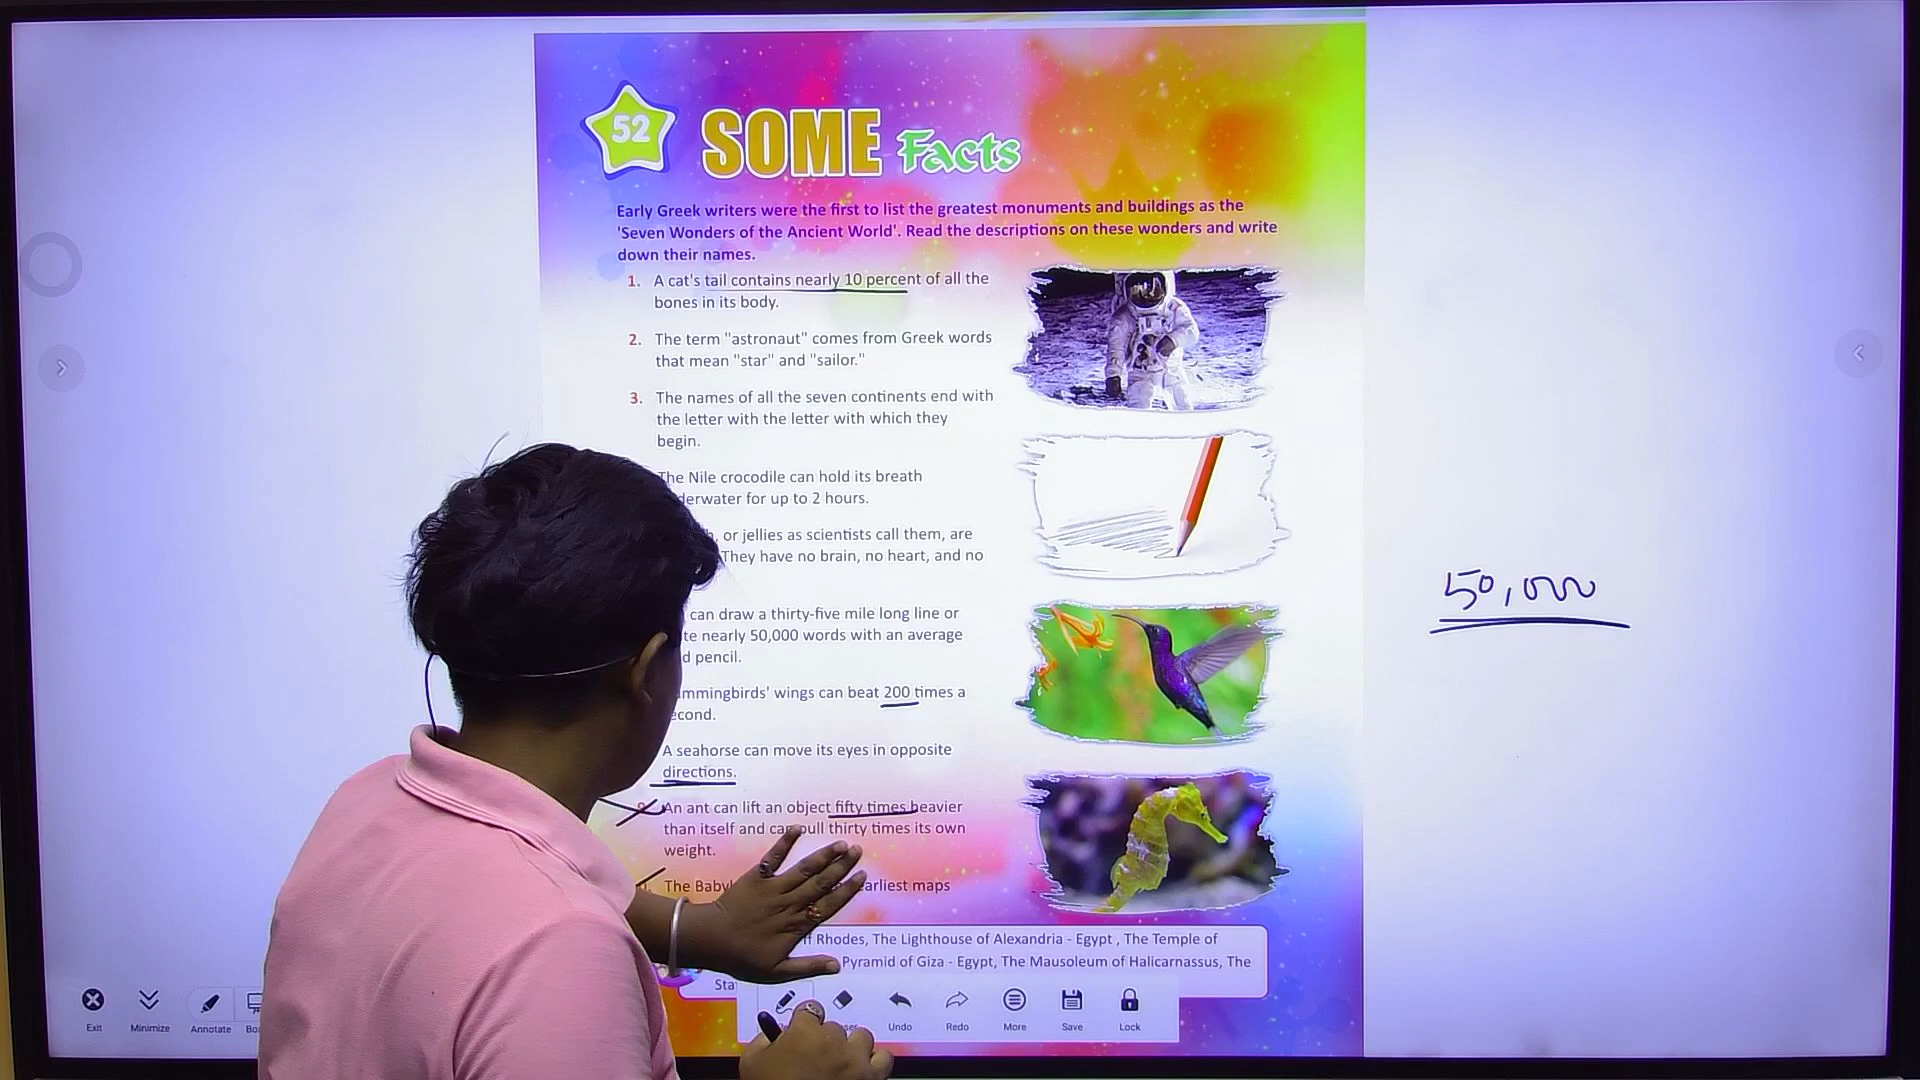 52
SOME Facts
Early Greek writers were the first to list the greatest monuments and buildings as the
'Seven Wonders of the Ancient World'. Read the descriptions on these wonders and write
down their names.
1. A cat's tail contains nearly 10 percent of all the
bones in its body.
2. The term "astronaut" comes from Greek words
that mean "star" and "sailor."
3. The names of all the seven continents end with
the letter with the letter with which they
begin.
The Nile crocodile can hold its breath
for up to 2 hours.
or jellies as scientists call them, are
They have no brain, no heart, and no
can draw a thirty-five mile long line or
nearly 50,000 words with an average
pencil.
wings can beat 200 times a
A seahorse can move its eyes in opposite
directions.
An ant can lift an object fifty times heavier
than itself and can pull thirty times its own
weight.
The maps
Rhodes, The Lighthouse of Alexandria - Egypt , The Temple of
Pyramid of Giza - Egypt, The Mausoleum of Halicarnassus, The
50,000
Exit Minimize Annotate Undo Redo More Save Lock